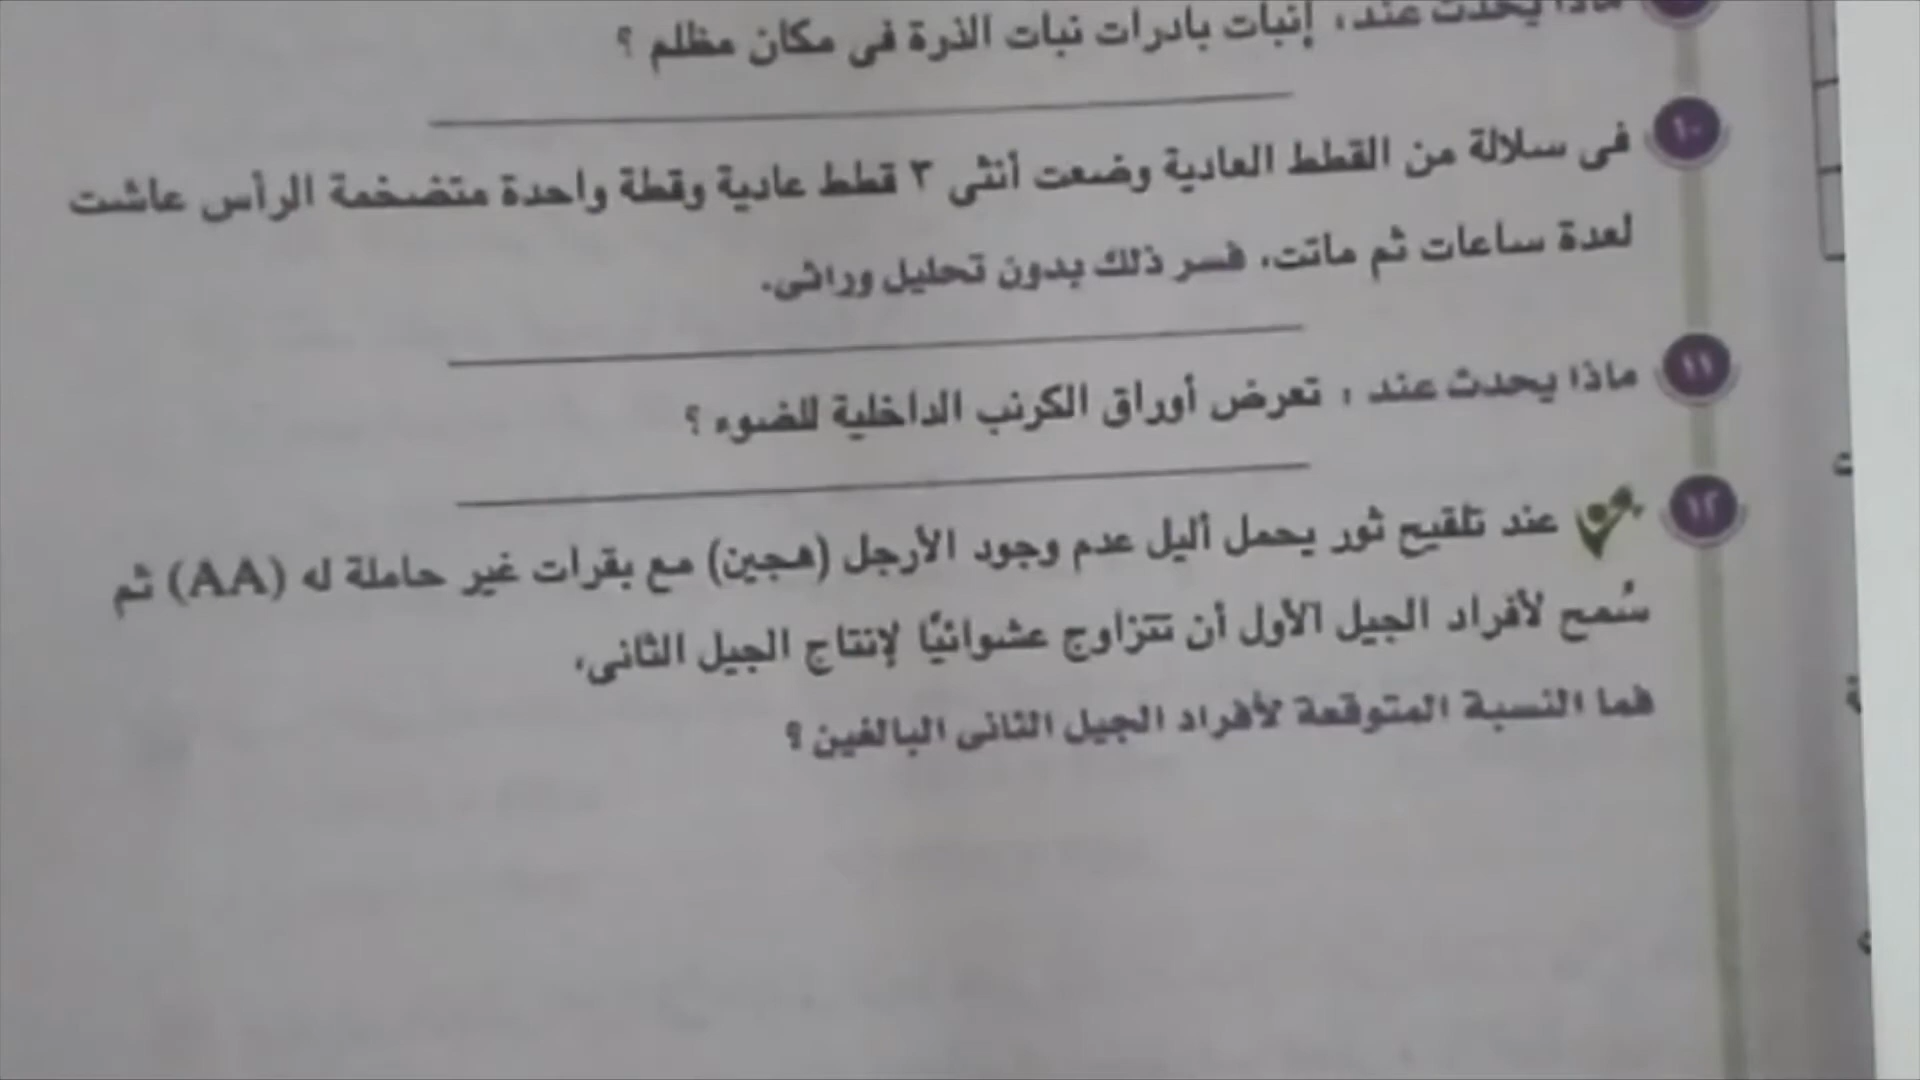 ماذا يحدث عند : إنبات بادرات نبات الذرة فى مكان مظلم ؟
١٠ فى سلالة من القطط العادية وضعت أنثى ٣ قطط عادية وقطة واحدة متضخمة الرأس عاشت
لعدة ساعات ثم ماتت، فسر ذلك بدون تحليل وراثى.
١١ ماذا يحدث عند : تعرض أوراق الكرنب الداخلية للضوء ؟
١٢ عند تلقيح ثور يحمل أليل عدم وجود الأرجل (هجين) مع بقرات غير حاملة له (AA) ثم
سُمح لأفراد الجيل الأول أن تتزاوج عشوائيًا لإنتاج الجيل الثانى،
فما النسبة المتوقعة لأفراد الجيل الثانى البالغين ؟